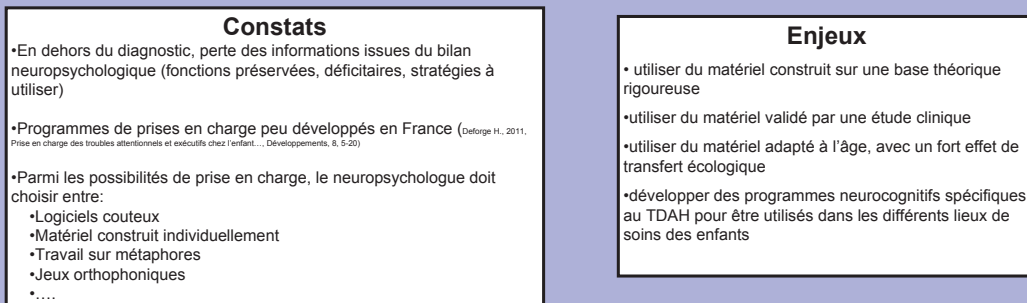 Constats
•En dehors du diagnostic, perte des informations issues du bilan
neuropsychologique (fonctions préservées, déficitaires, stratégies à
utiliser)
•Programmes de prises en charge peu développés en France (Deforge H., 2011,
Prise en charge des troubles attentionnels et exécutifs chez l'enfant…, Développements, 8, 5-20)
•Parmi les possibilités de prise en charge, le neuropsychologue doit
choisir entre:
•Logiciels couteux
•Matériel construit individuellement
•Travail sur métaphores
•Jeux orthophoniques
•….
Enjeux
• utiliser du matériel construit sur une base théorique
rigoureuse
•utiliser du matériel validé par une étude clinique
•utiliser du matériel adapté à l'âge, avec un fort effet de
transfert écologique
•développer des programmes neurocognitifs spécifiques
au TDAH pour être utilisés dans les différents lieux de
soins des enfants